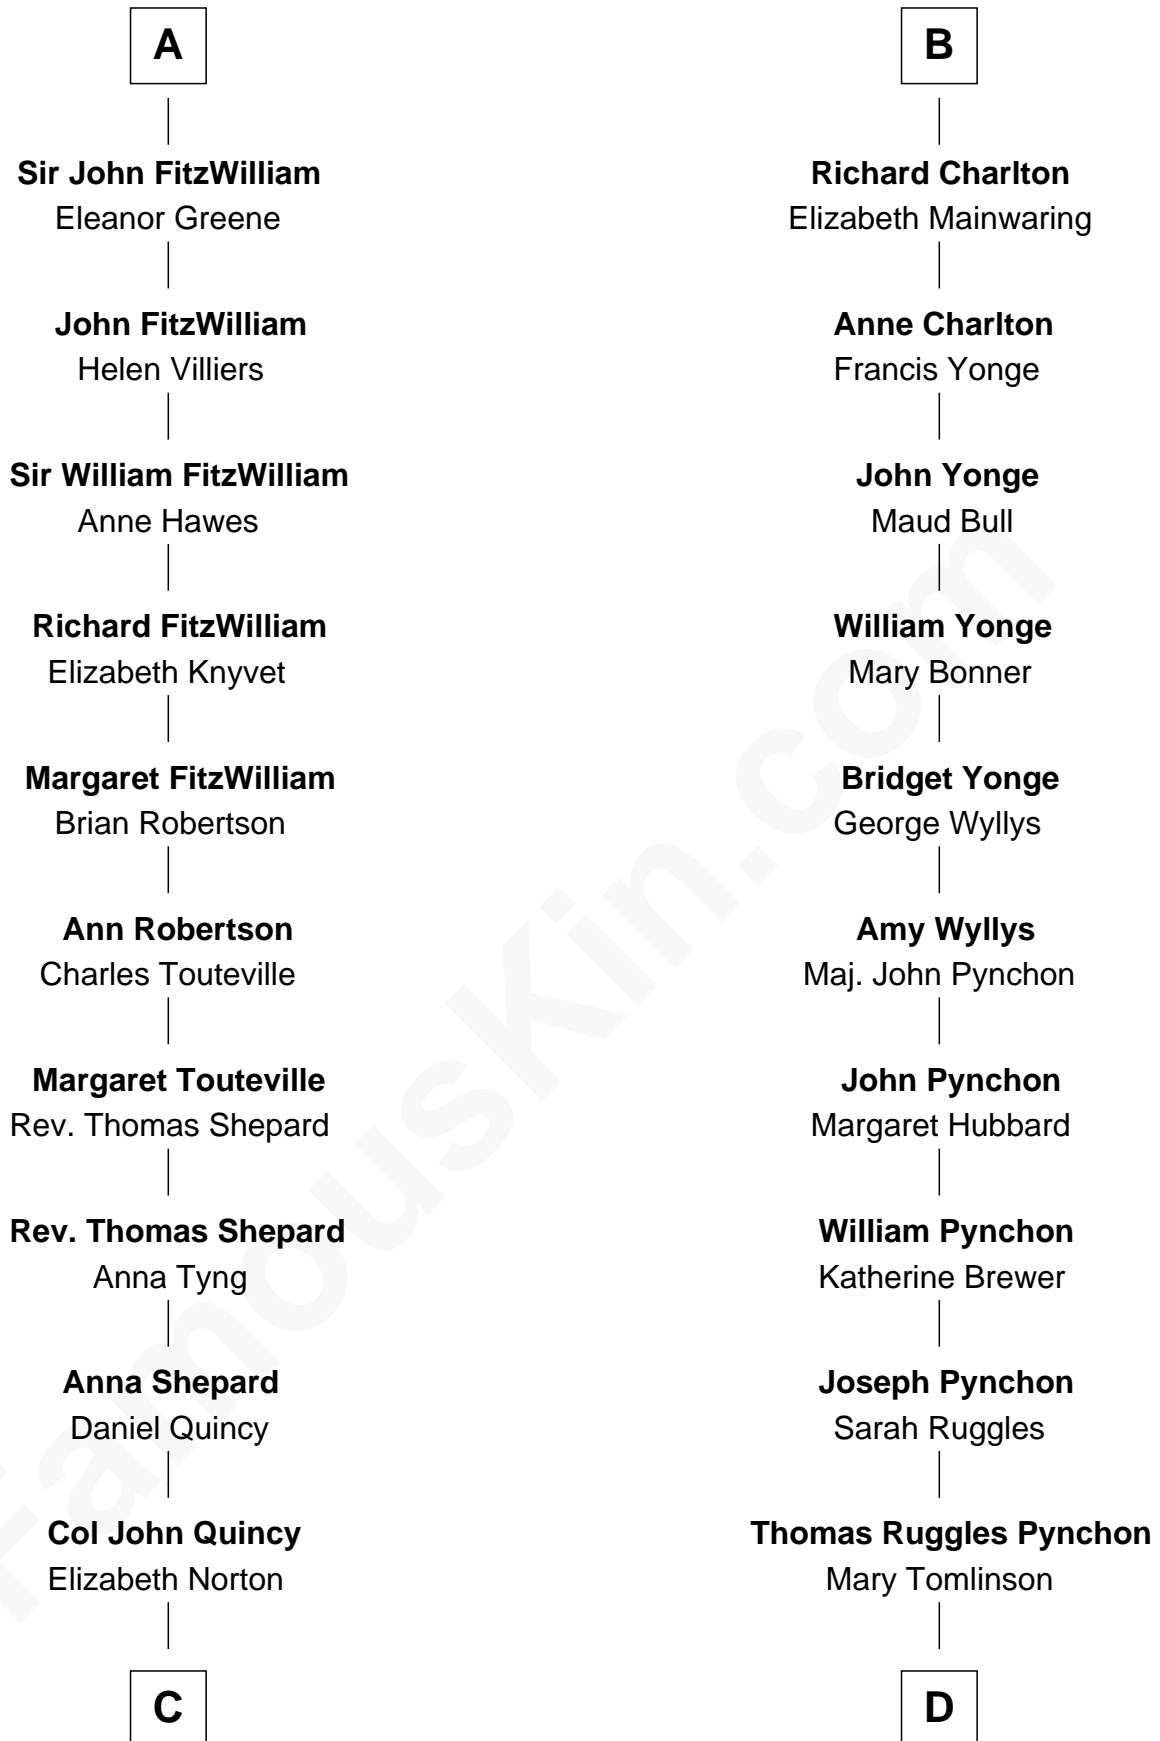 A
Sir John FitzWilliam
Eleanor Greene
John FitzWilliam
Helen Villiers
Sir William FitzWilliam
Anne Hawes
Richard FitzWilliam
Elizabeth Knyvet
Margaret FitzWilliam
Brian Robertson
Ann Robertson
Charles Touteville
Margaret Touteville
Rev. Thomas Shepard
Rev. Thomas Shepard
Anna Tyng
Anna Shepard
Daniel Quincy
Col John Quincy
Elizabeth Norton
C
B
Richard Charlton
Elizabeth Mainwaring
Anne Charlton
Francis Yonge
John Yonge
Maud Bull
William Yonge
Mary Bonner
Bridget Yonge
George Wyllys
Amy Wyllys
Maj. John Pynchon
John Pynchon
Margaret Hubbard
William Pynchon
Katherine Brewer
Joseph Pynchon
Sarah Ruggles
Thomas Ruggles Pynchon
Mary Tomlinson
D
FamousKin.com